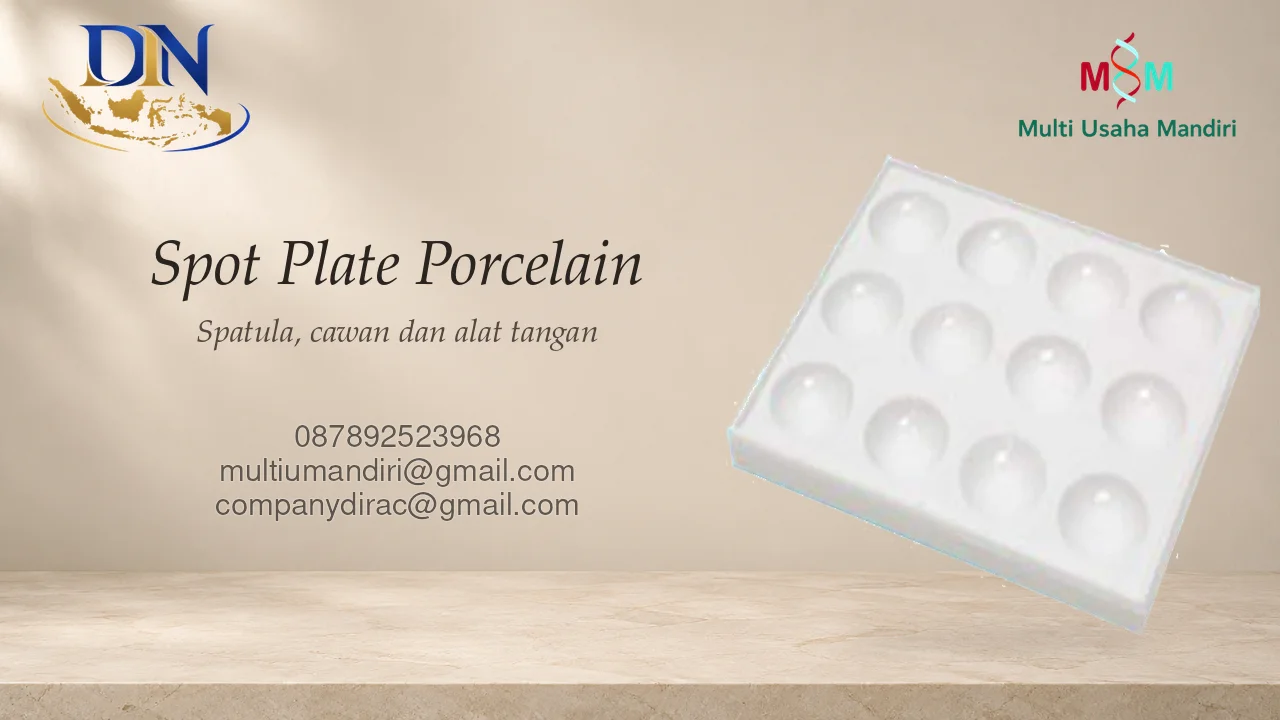 DN
M M
Multi Usaha Mandiri
Spot Plate Porcelain
Spatula, cawan dan alat tangan
087892523968
multiumandiri@gmail.com
companydirac@gmail.com